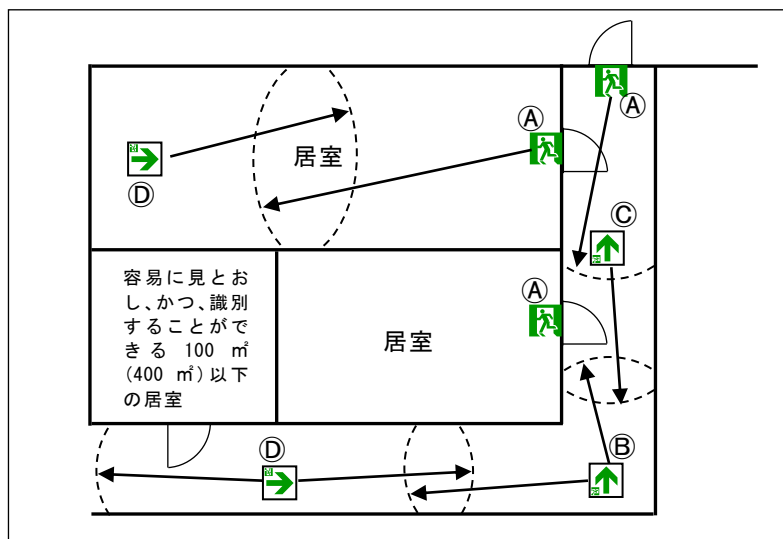 Ⓐ
Ⓐ
居室
Ⓓ
Ⓒ
容易に見とお
し、かつ、識別
することがで
きる 100 ㎡
(400 ㎡)以下
の居室
Ⓐ
居室
Ⓓ
Ⓑ